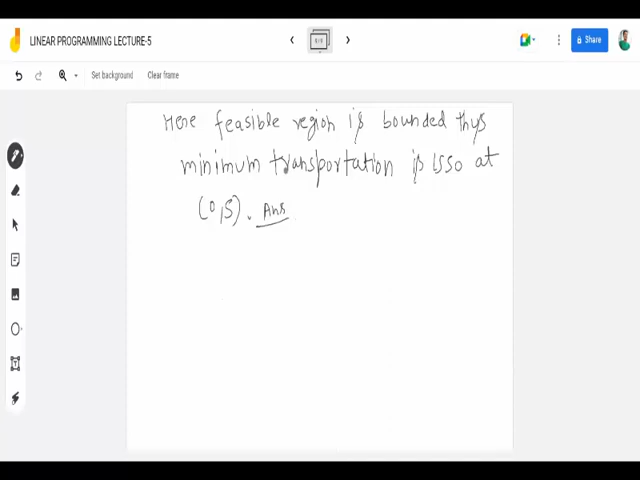 LINEAR PROGRAMMING LECTURE-5
Share
Set background
Clear frame
Here feasible region is bounded thus
minimum transportation is 1550 at
(0,5). Ans